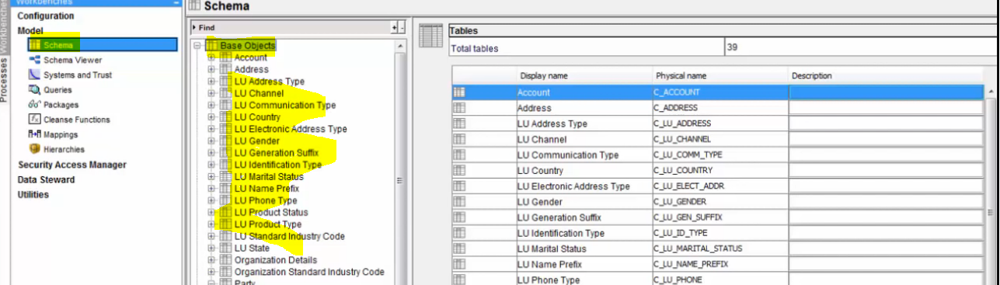 Workbenches
Workbenches
Processes
Configuration
Model
Schema
Schema Viewer
Systems and Trust
Queries
Packages
Cleanse Functions
Mappings
Hierarchies
Security Access Manager
Data Steward
Utilities
Schema
Find
Base Objects
Account
Address
LU Address Type
LU Channel
LU Communication Type
LU Country
LU Electronic Address Type
LU Gender
LU Generation Suffix
LU Identification Type
LU Marital Status
LU Name Prefix
LU Phone Type
LU Product Status
LU Product Type
LU Standard Industry Code
LU State
Organization Details
Organization Standard Industry Code
Party
Tables
Total tables 39
Display name Physical name Description
Account C_ACCOUNT
Address C_ADDRESS
LU Address Type C_LU_ADDRESS
LU Channel C_LU_CHANNEL
LU Communication Type C_LU_COMM_TYPE
LU Country C_LU_COUNTRY
LU Electronic Address Type C_LU_ELECT_ADDR
LU Gender C_LU_GENDER
LU Generation Suffix C_LU_GEN_SUFFIX
LU Identification Type C_LU_ID_TYPE
LU Marital Status C_LU_MARITAL_STATUS
LU Name Prefix C_LU_NAME_PREFIX
LU Phone Type C_LU_PHONE